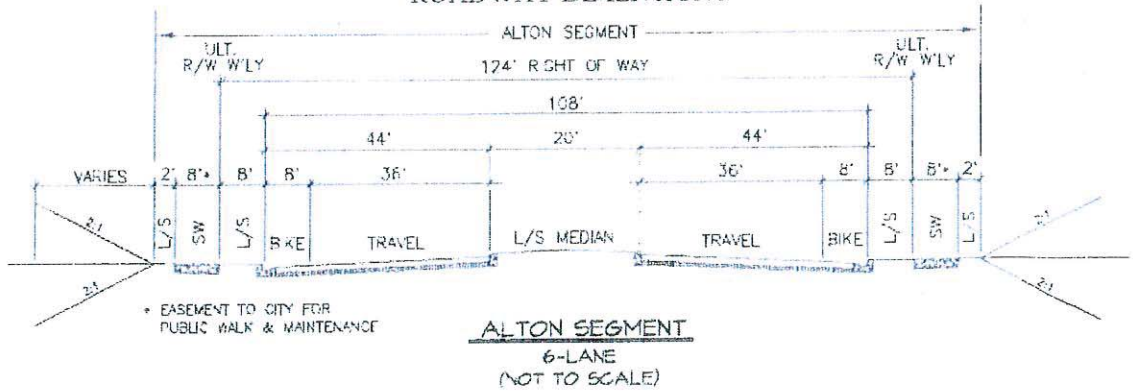 ALTON SEGMENT
ULT.
R/W W'LY
ULT.
R/W W'LY
124' RIGHT OF WAY
108'
44' 20' 44'
VARIES 2' 8'* 8' 8' 36' 36' 8' 8' 8'* 2'
L/S SW L/S BIKE TRAVEL L/S MEDIAN TRAVEL BIKE L/S SW L/S
2:1 2:1
2:1 2:1
* EASEMENT TO CITY FOR
PUBLIC WALK & MAINTENANCE
ALTON SEGMENT
6-LANE
(NOT TO SCALE)